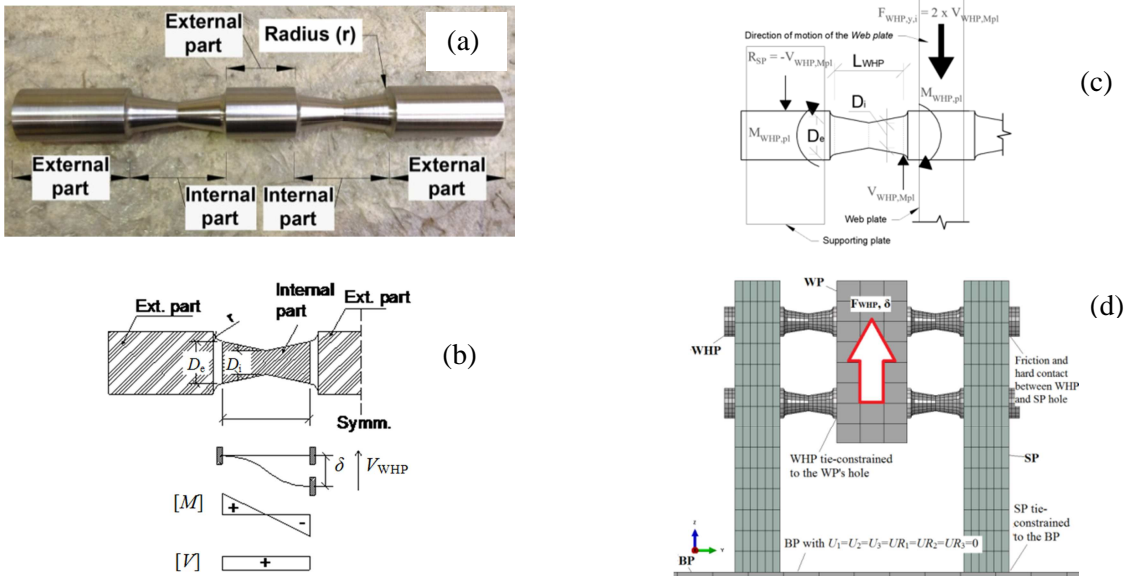 External
part
Radius (r)
(a)
External
part
Internal
part
Internal
part
External
part
Ext. part
r
Internal
part
Ext. part
(b)
De
Di
Symm.
δ
VWHP
[M]
+
-
[V]
+
FWHP,y,i = 2 x VWHP,Mpl
Direction of motion of the Web plate
RSP = -VWHP,Mpl
LWHP
(c)
Di
MWHP,pl
MWHP,pl
De
VWHP,Mpl
Web plate
Supporting plate
WP
FWHP, δ
(d)
WHP
Friction and
hard contact
between WHP
and SP hole
WHP tie-constrained
to the WP's hole
SP
SP tie-
constrained
to the BP
Z
Y
BP with U1=U2=U3=UR1=UR2=UR3=0
BP